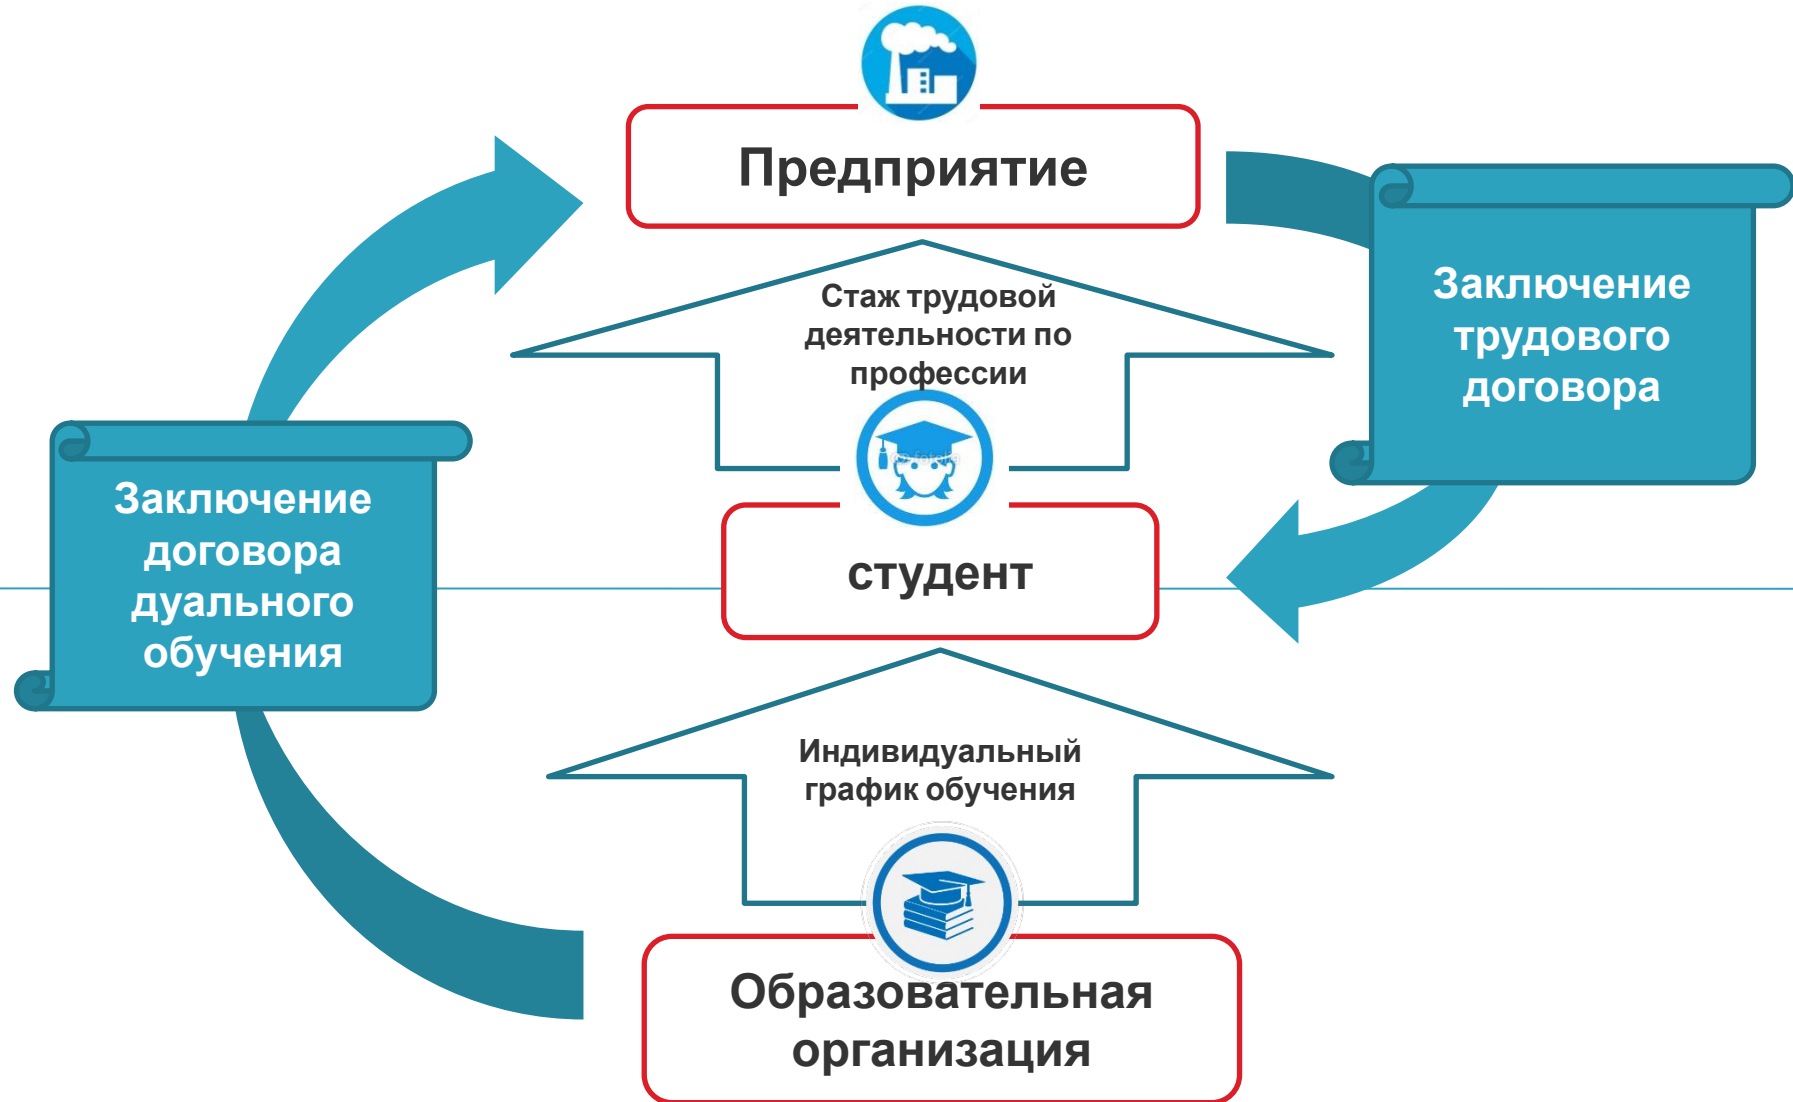 Предприятие
Стаж трудовой
деятельности по
профессии
Заключение
трудового
договора
Заключение
договора
дуального
обучения
студент
Индивидуальный
график обучения
Образовательная
организация